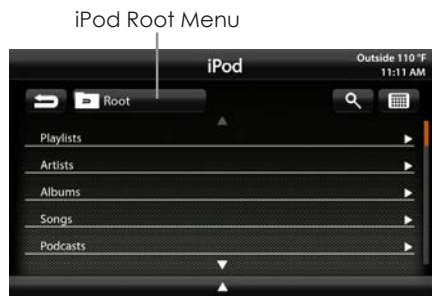 iPod Root Menu
iPod
Outside 110 °F
11:11 AM
Root
Playlists
Artists
Albums
Songs
Podcasts